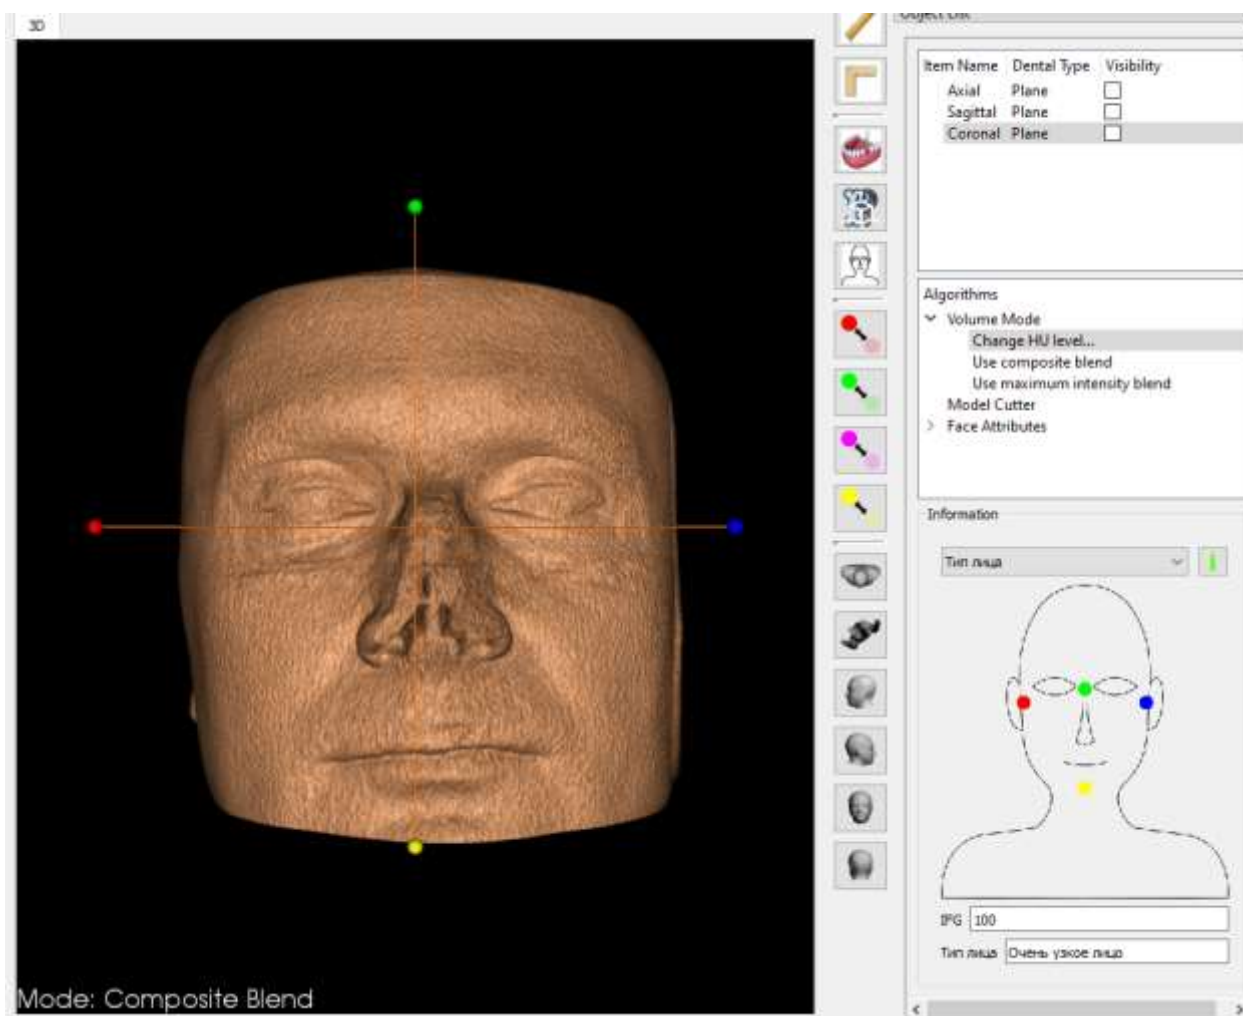 3D
Object List
Item Name Dental Type Visibility
Axial Plane
Sagittal Plane
Coronal Plane
Algorithms
Volume Mode
Change HU level...
Use composite blend
Use maximum intensity blend
Model Cutter
Face Attributes
Information
Тип лица
IFG 100
Тип лица Очень узкое лицо
Mode: Composite Blend